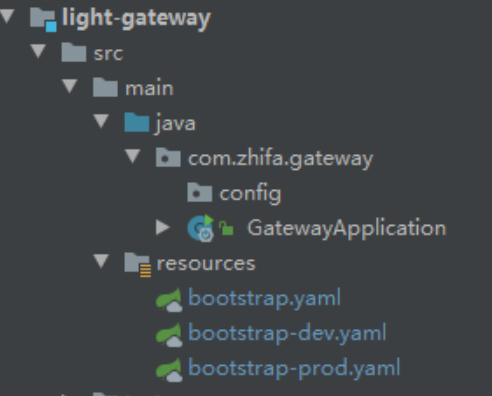 light-gateway
src
main
java
com.zhifa.gateway
config
GatewayApplication
resources
bootstrap.yaml
bootstrap-dev.yaml
bootstrap-prod.yaml